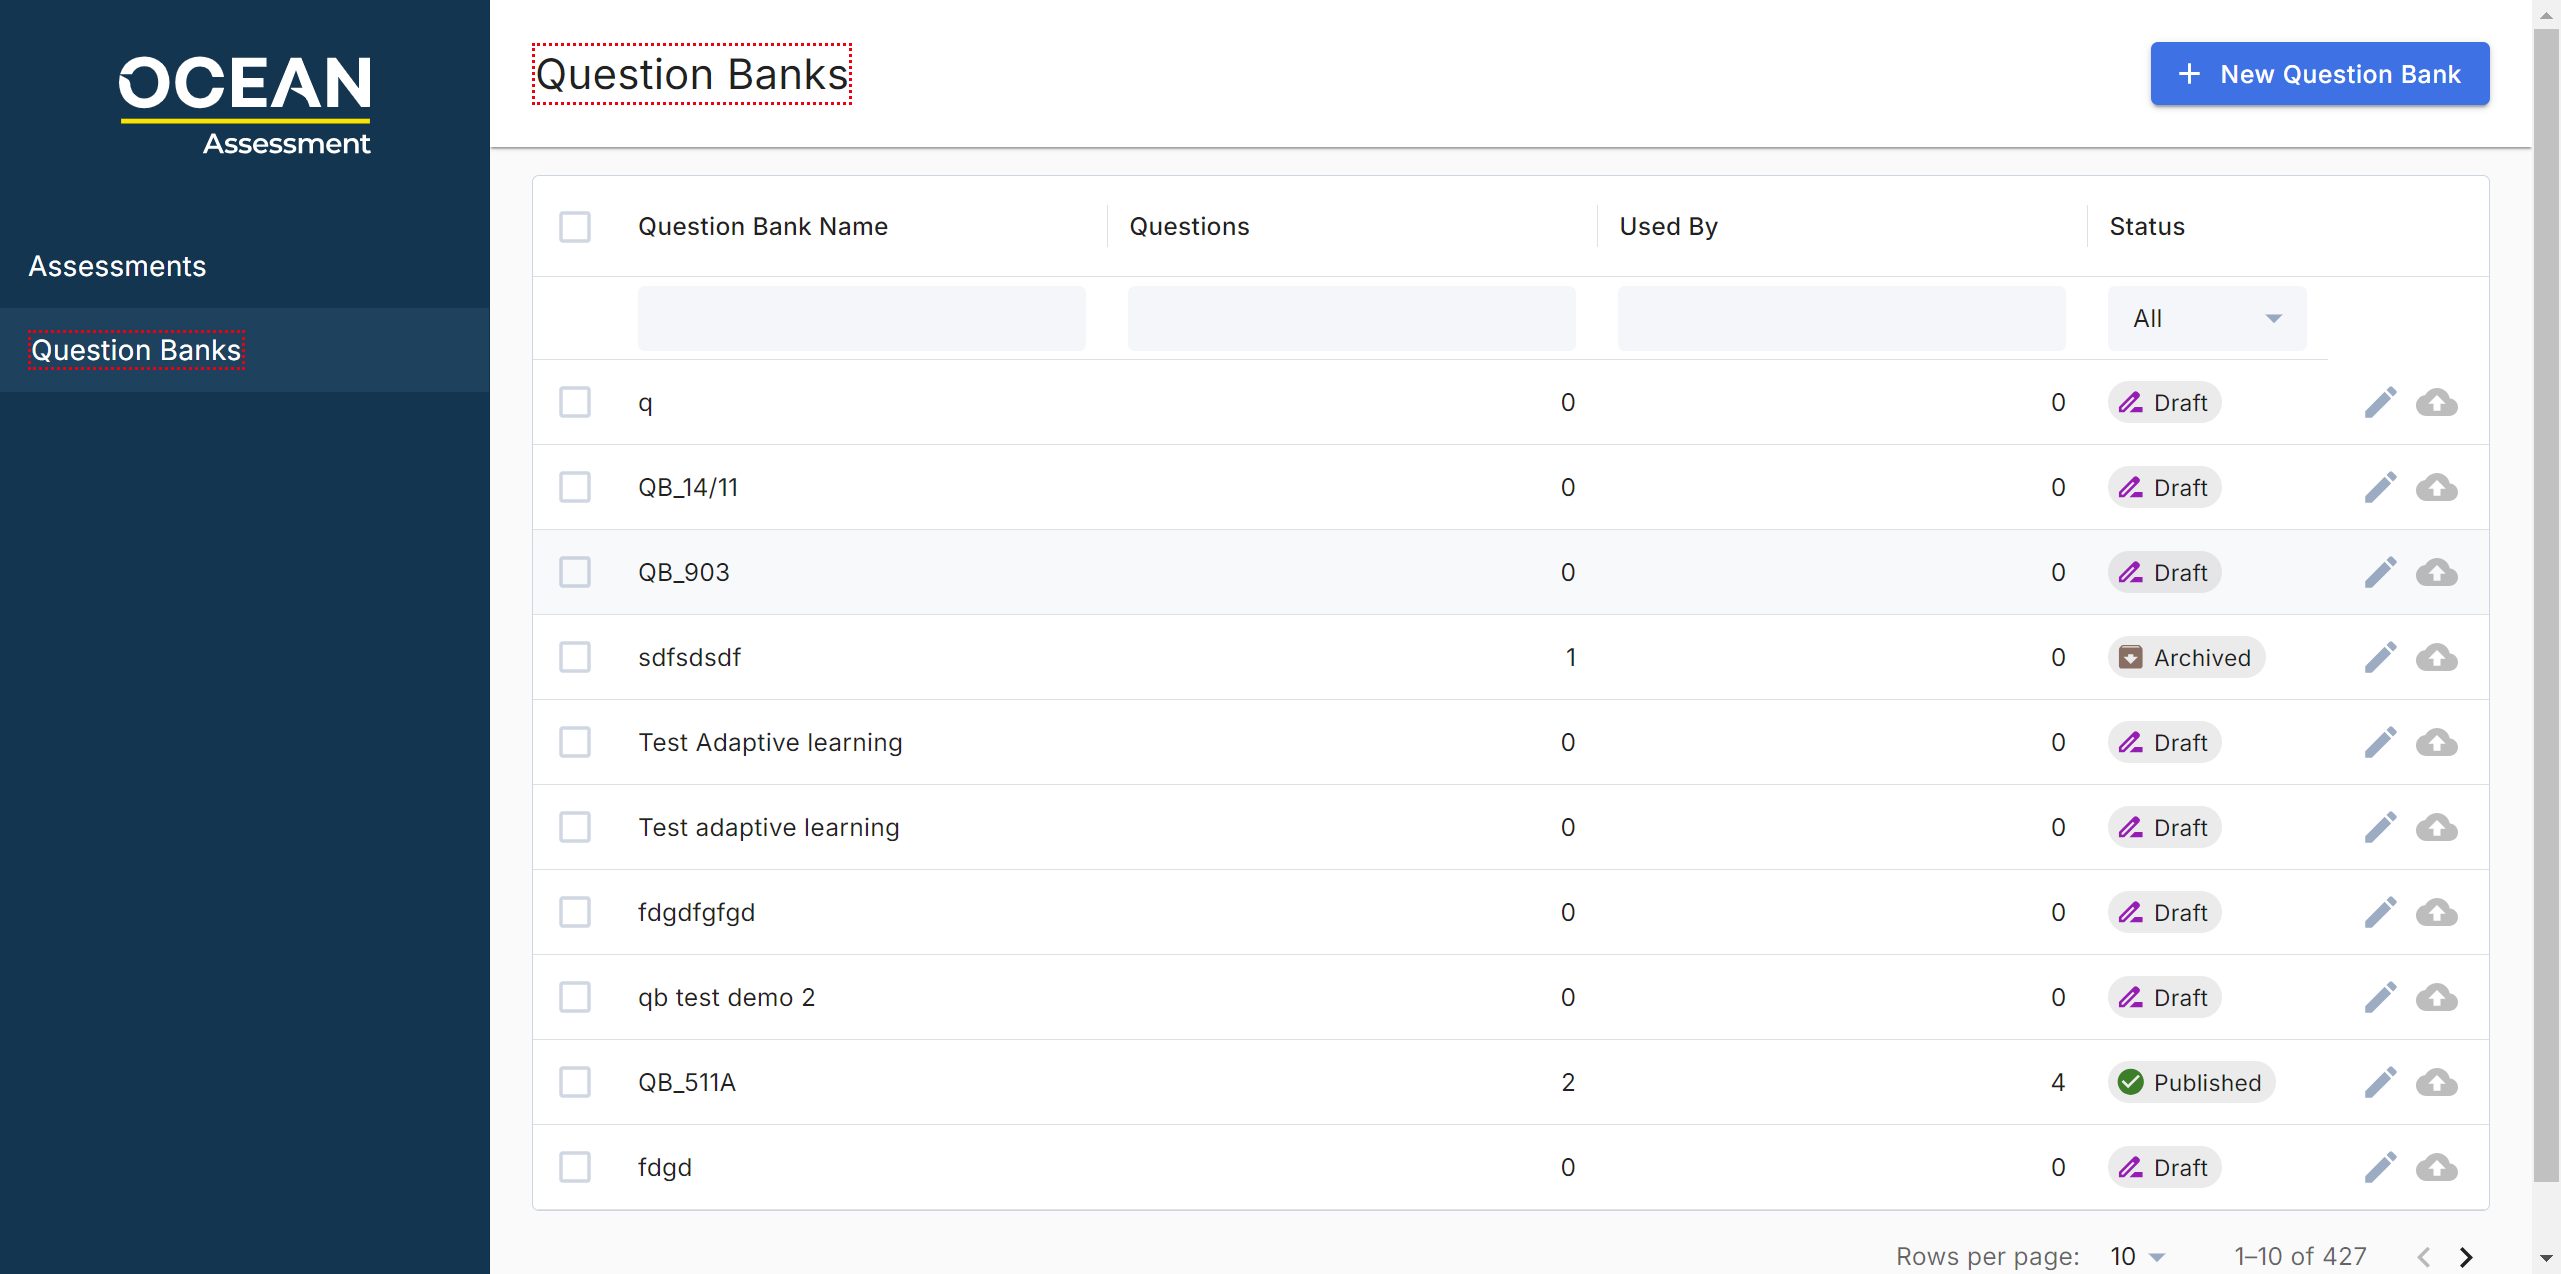 OCEAN
Assessment
Assessments
Question Banks
Question Banks
New Question Bank
Question Bank Name Questions Used By Status
All
q 0 0 Draft
QB_14/11 0 0 Draft
QB_903 0 0 Draft
sdfsdsdf 1 0 Archived
Test Adaptive learning 0 0 Draft
Test adaptive learning 0 0 Draft
fdgdfgfgd 0 0 Draft
qb test demo 2 0 0 Draft
QB_511A 2 4 Published
fdgd 0 0 Draft
Rows per page: 10 1–10 of 427